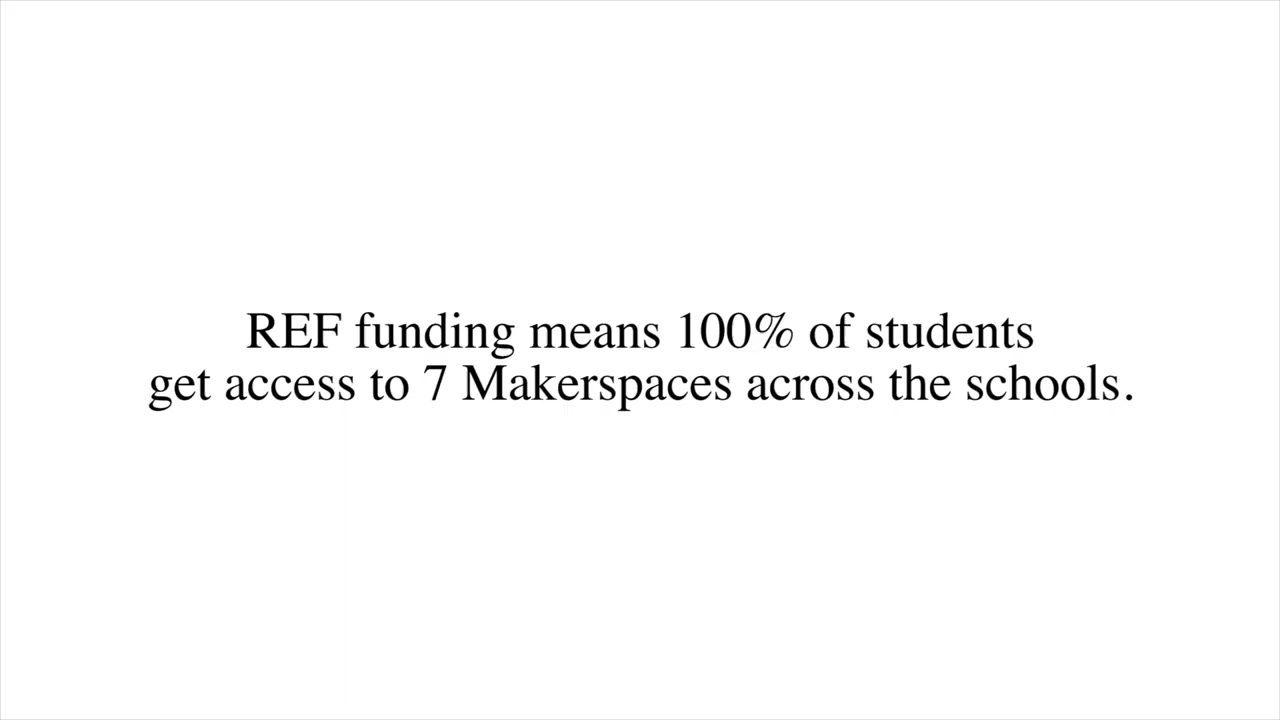 REF funding means 100% of students
get access to 7 Makerspaces across the schools.